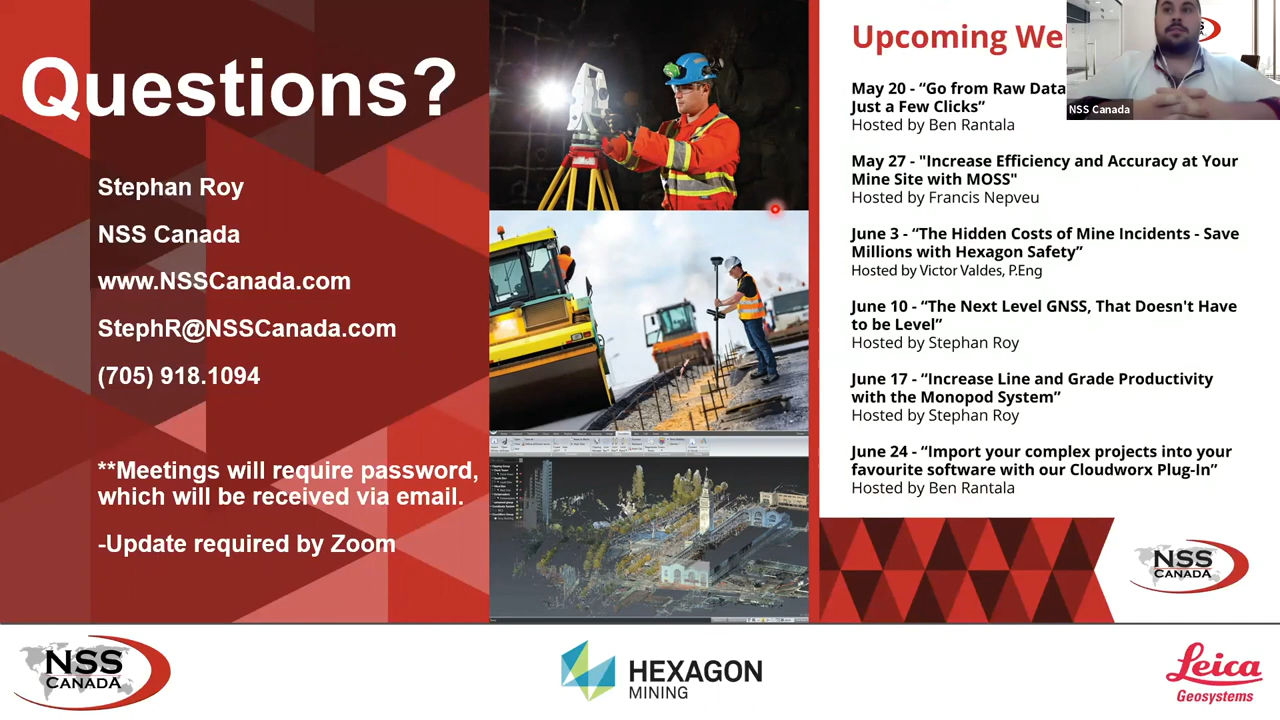 Questions?
Stephan Roy
NSS Canada
www.NSSCanada.com
StephR@NSSCanada.com
(705) 918.1094
**Meetings will require password,
which will be received via email.
-Update required by Zoom
Upcoming We
May 20 - “Go from Raw Data
Just a Few Clicks”
Hosted by Ben Rantala
May 27 - "Increase Efficiency and Accuracy at Your
Mine Site with MOSS"
Hosted by Francis Nepveu
June 3 - “The Hidden Costs of Mine Incidents - Save
Millions with Hexagon Safety”
Hosted by Victor Valdes, P.Eng
June 10 - “The Next Level GNSS, That Doesn't Have
to be Level”
Hosted by Stephan Roy
June 17 - “Increase Line and Grade Productivity
with the Monopod System”
Hosted by Stephan Roy
June 24 - “Import your complex projects into your
favourite software with our Cloudworx Plug-In”
Hosted by Ben Rantala
NSS Canada
NSS
CANADA
NSS
CANADA
HEXAGON
MINING
Leica
Geosystems